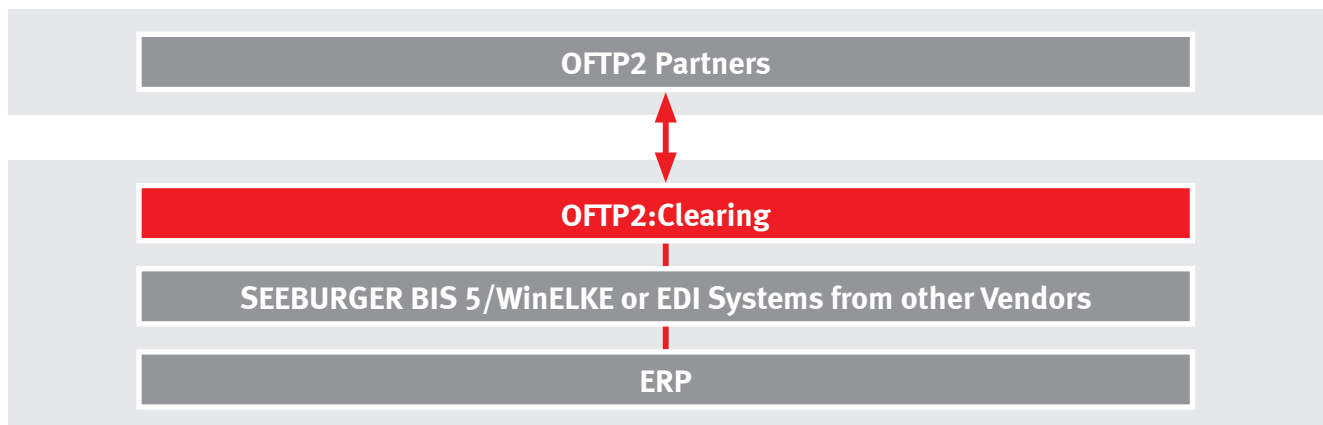 OFTP2 Partners
OFTP2:Clearing
SEEBURGER BIS 5/WinELKE or EDI Systems from other Vendors
ERP